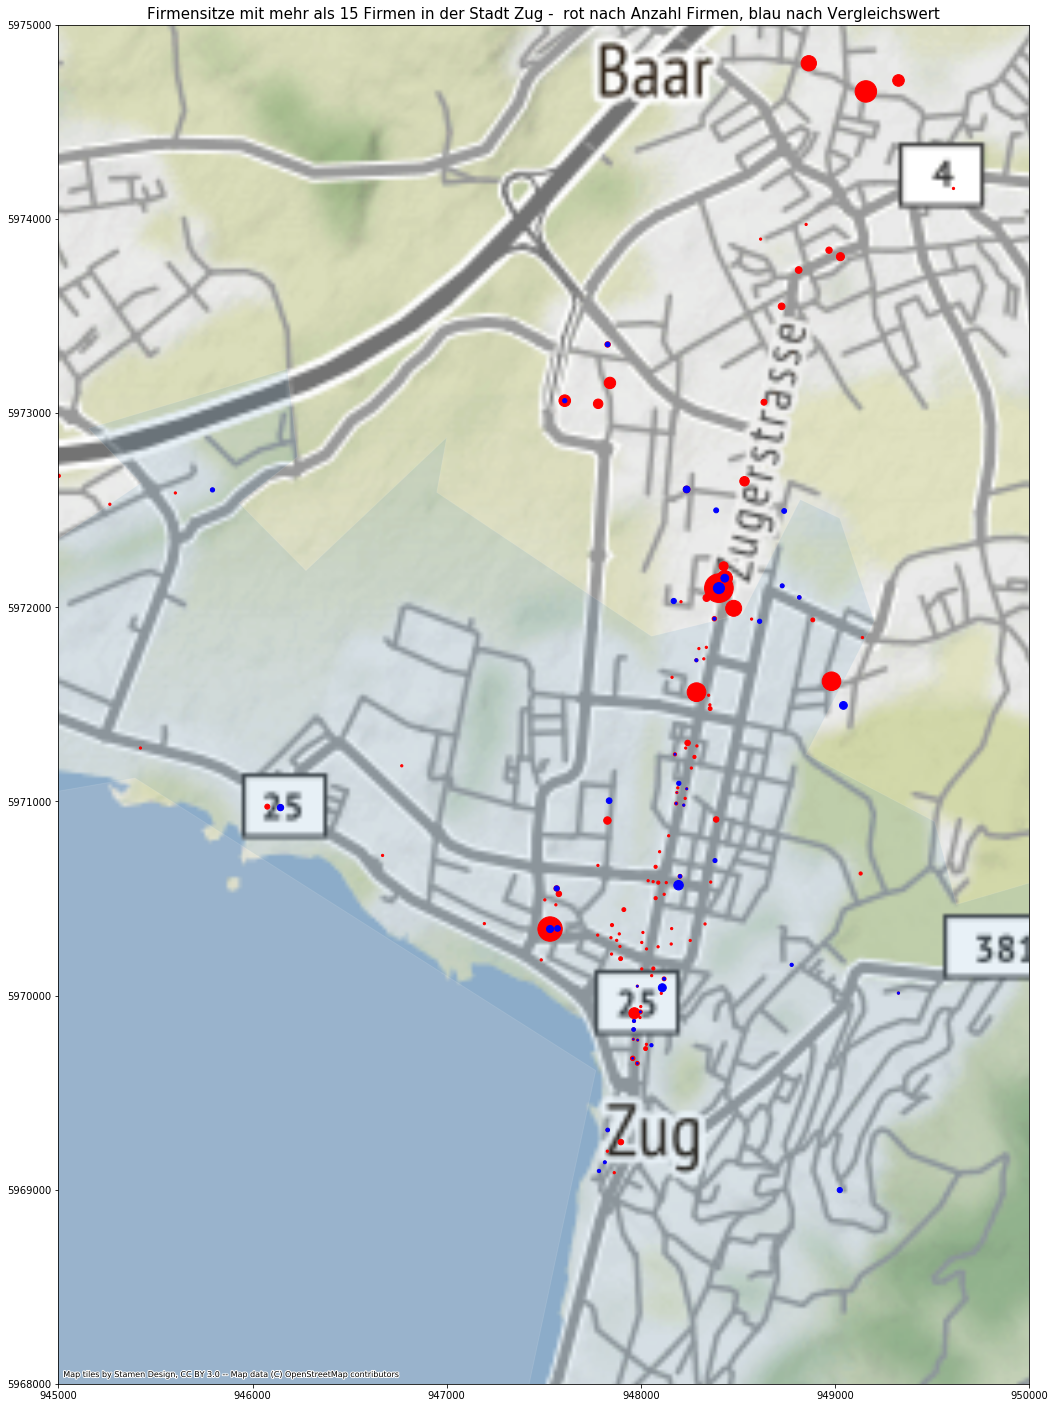 Firmensitze mit mehr als 15 Firmen in der Stadt Zug -  rot nach Anzahl Firmen, blau nach Vergleichswert
5975000
Baar
4
5974000
Zugerstrasse
5973000
5972000
5971000
25
381
5970000
25
Zug
5969000
Map tiles by Stamen Design, CC BY 3.0 -- Map data (C) OpenStreetMap contributors
5968000
945000 946000 947000 948000 949000 950000